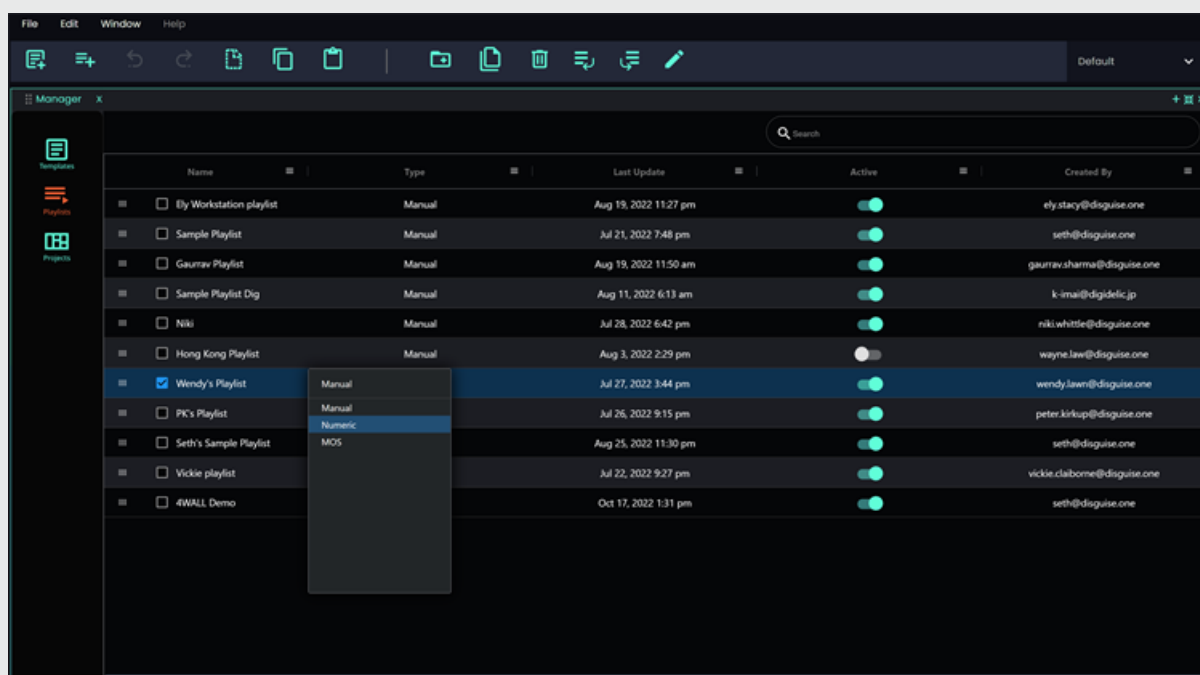 File Edit Window Help
Default
Manager x
Templates
Playlists
Projects
Search
Name Type Last Update Active Created By
Ely Workstation playlist Manual Aug 19, 2022 11:27 pm ely.stacy@disguise.one
Sample Playlist Manual Jul 21, 2022 7:48 pm seth@disguise.one
Gaurrav Playlist Manual Aug 19, 2022 11:50 am gaurrav.sharma@disguise.one
Sample Playlist Dig Manual Aug 11, 2022 6:13 am k-imai@digidelic.jp
Niki Manual Jul 28, 2022 6:42 pm niki.whittle@disguise.one
Hong Kong Playlist Manual Aug 3, 2022 2:29 pm wayne.law@disguise.one
Wendy's Playlist Manual Jul 27, 2022 3:44 pm wendy.lawn@disguise.one
Manual
PK's Playlist Jul 26, 2022 9:15 pm peter.kirkup@disguise.one
Numeric
Seth's Sample Playlist MOS Aug 25, 2022 11:30 pm seth@disguise.one
Vickie playlist Jul 22, 2022 9:27 pm vickie.claiborne@disguise.one
4WALL Demo Oct 17, 2022 1:31 pm seth@disguise.one